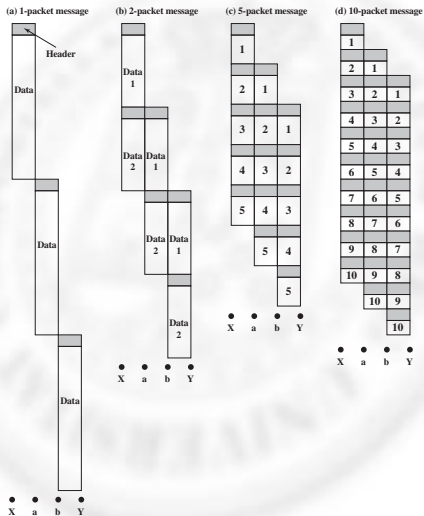 (a) 1-packet message
Header
Data
Data
Data
X a b Y
(b) 2-packet message
Data
1
Data
2
Data
1
Data
2
Data
1
Data
2
X a b Y
(c) 5-packet message
1
2 1
3 2 1
4 3 2
5 4 3
5 4
5
X a b Y
(d) 10-packet message
1
2 1
3 2 1
4 3 2
5 4 3
6 5 4
7 6 5
8 7 6
9 8 7
10 9 8
10 9
10
X a b Y